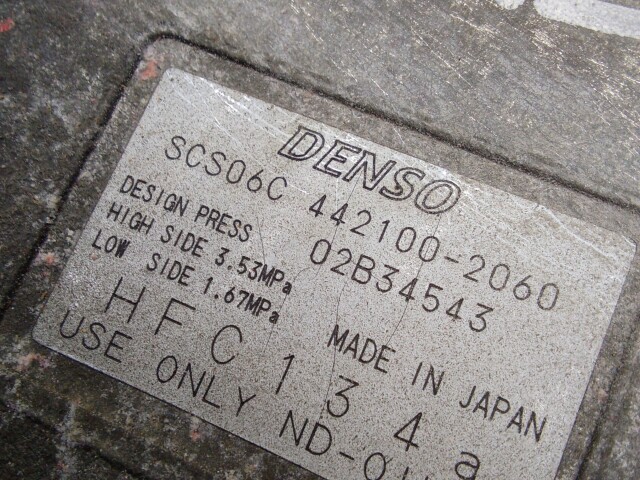 DENSO
SCS06C 442100-2060
DESIGN PRESS 02B34543
HIGH SIDE 3.53MPa
LOW SIDE 1.67MPa
MADE IN JAPAN
HFC134a
USE ONLY